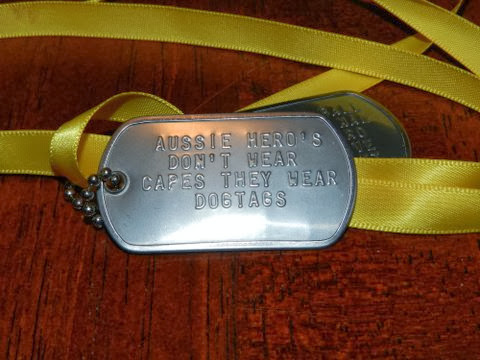 AUSSIE HERO'S
DON'T WEAR
CAPES THEY WEAR
DOGTAGS